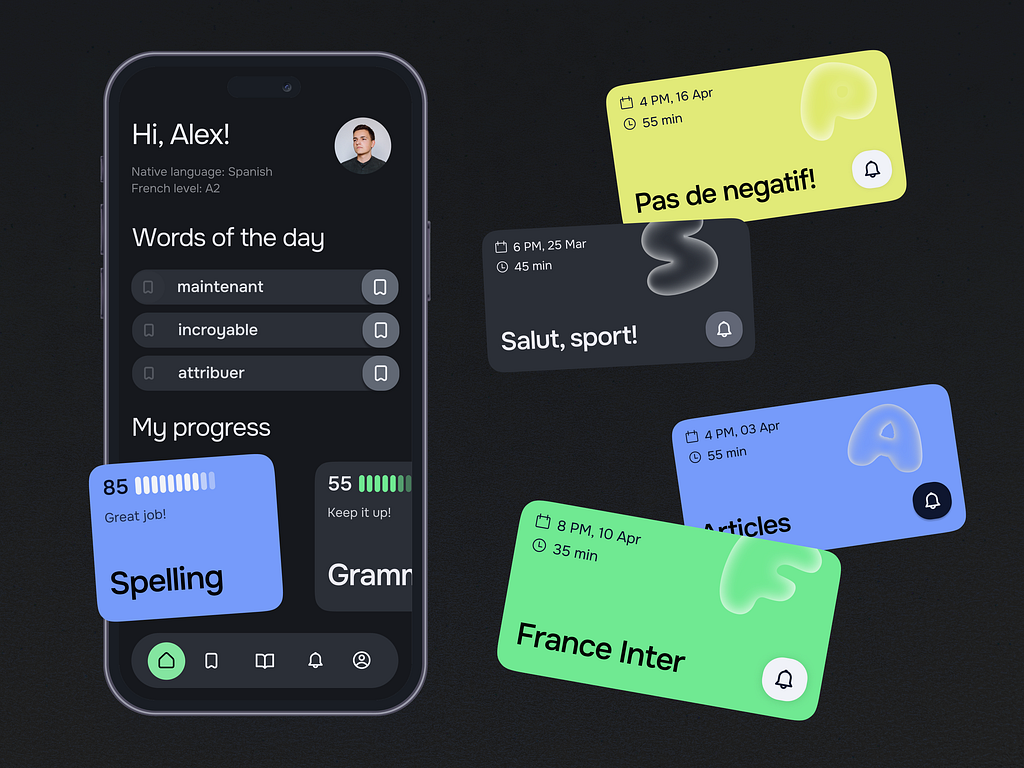 Hi, Alex!
Native language: Spanish
French level: A2
Words of the day
maintenant
incroyable
attribuer
My progress
85
Great job!
Spelling
55
Keep it up!
4 PM, 16 Apr
55 min
P
Pas de negatif!
6 PM, 25 Mar
45 min
S
Salut, sport!
4 PM, 03 Apr
55 min
A
Articles
8 PM, 10 Apr
35 min
F
France Inter